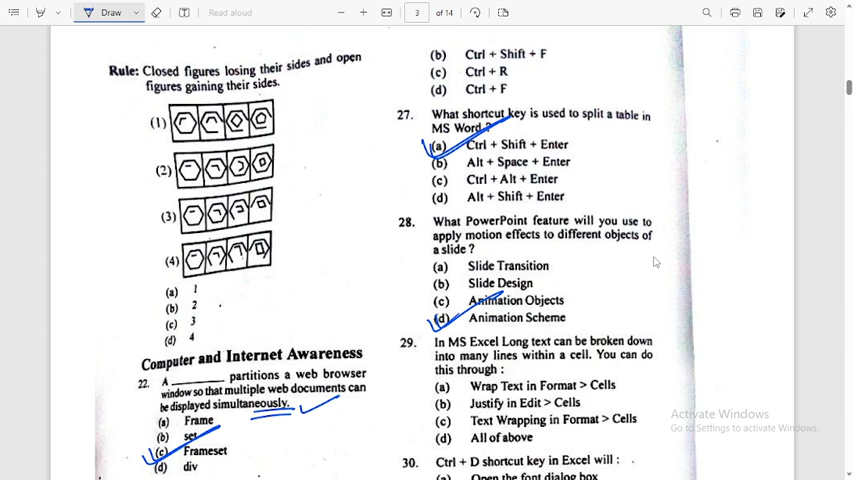 Draw
Read aloud
3
of 14
Rule: Closed figures losing their sides and open
figures gaining their sides.
(1)
(2)
(3)
(4)
(a) 1
(b) 2
(c) 3
(d) 4
Computer and Internet Awareness
22. A ________ partitions a web browser
window so that multiple web documents can
be displayed simultaneously.
(a) Frame
(b) set
(c) Frameset
(d) div
(b) Ctrl + Shift + F
(c) Ctrl + R
(d) Ctrl + F
27. What shortcut key is used to split a table in
MS Word ?
(a) Ctrl + Shift + Enter
(b) Alt + Space + Enter
(c) Ctrl + Alt + Enter
(d) Alt + Shift + Enter
28. What PowerPoint feature will you use to
apply motion effects to different objects of
a slide ?
(a) Slide Transition
(b) Slide Design
(c) Animation Objects
(d) Animation Scheme
29. In MS Excel Long text can be broken down
into many lines within a cell. You can do
this through :
(a) Wrap Text in Format > Cells
(b) Justify in Edit > Cells
(c) Text Wrapping in Format > Cells
(d) All of above
30. Ctrl + D shortcut key in Excel will :
(a) Open the font dialog box
Activate Windows
Go to Settings to activate Windows.